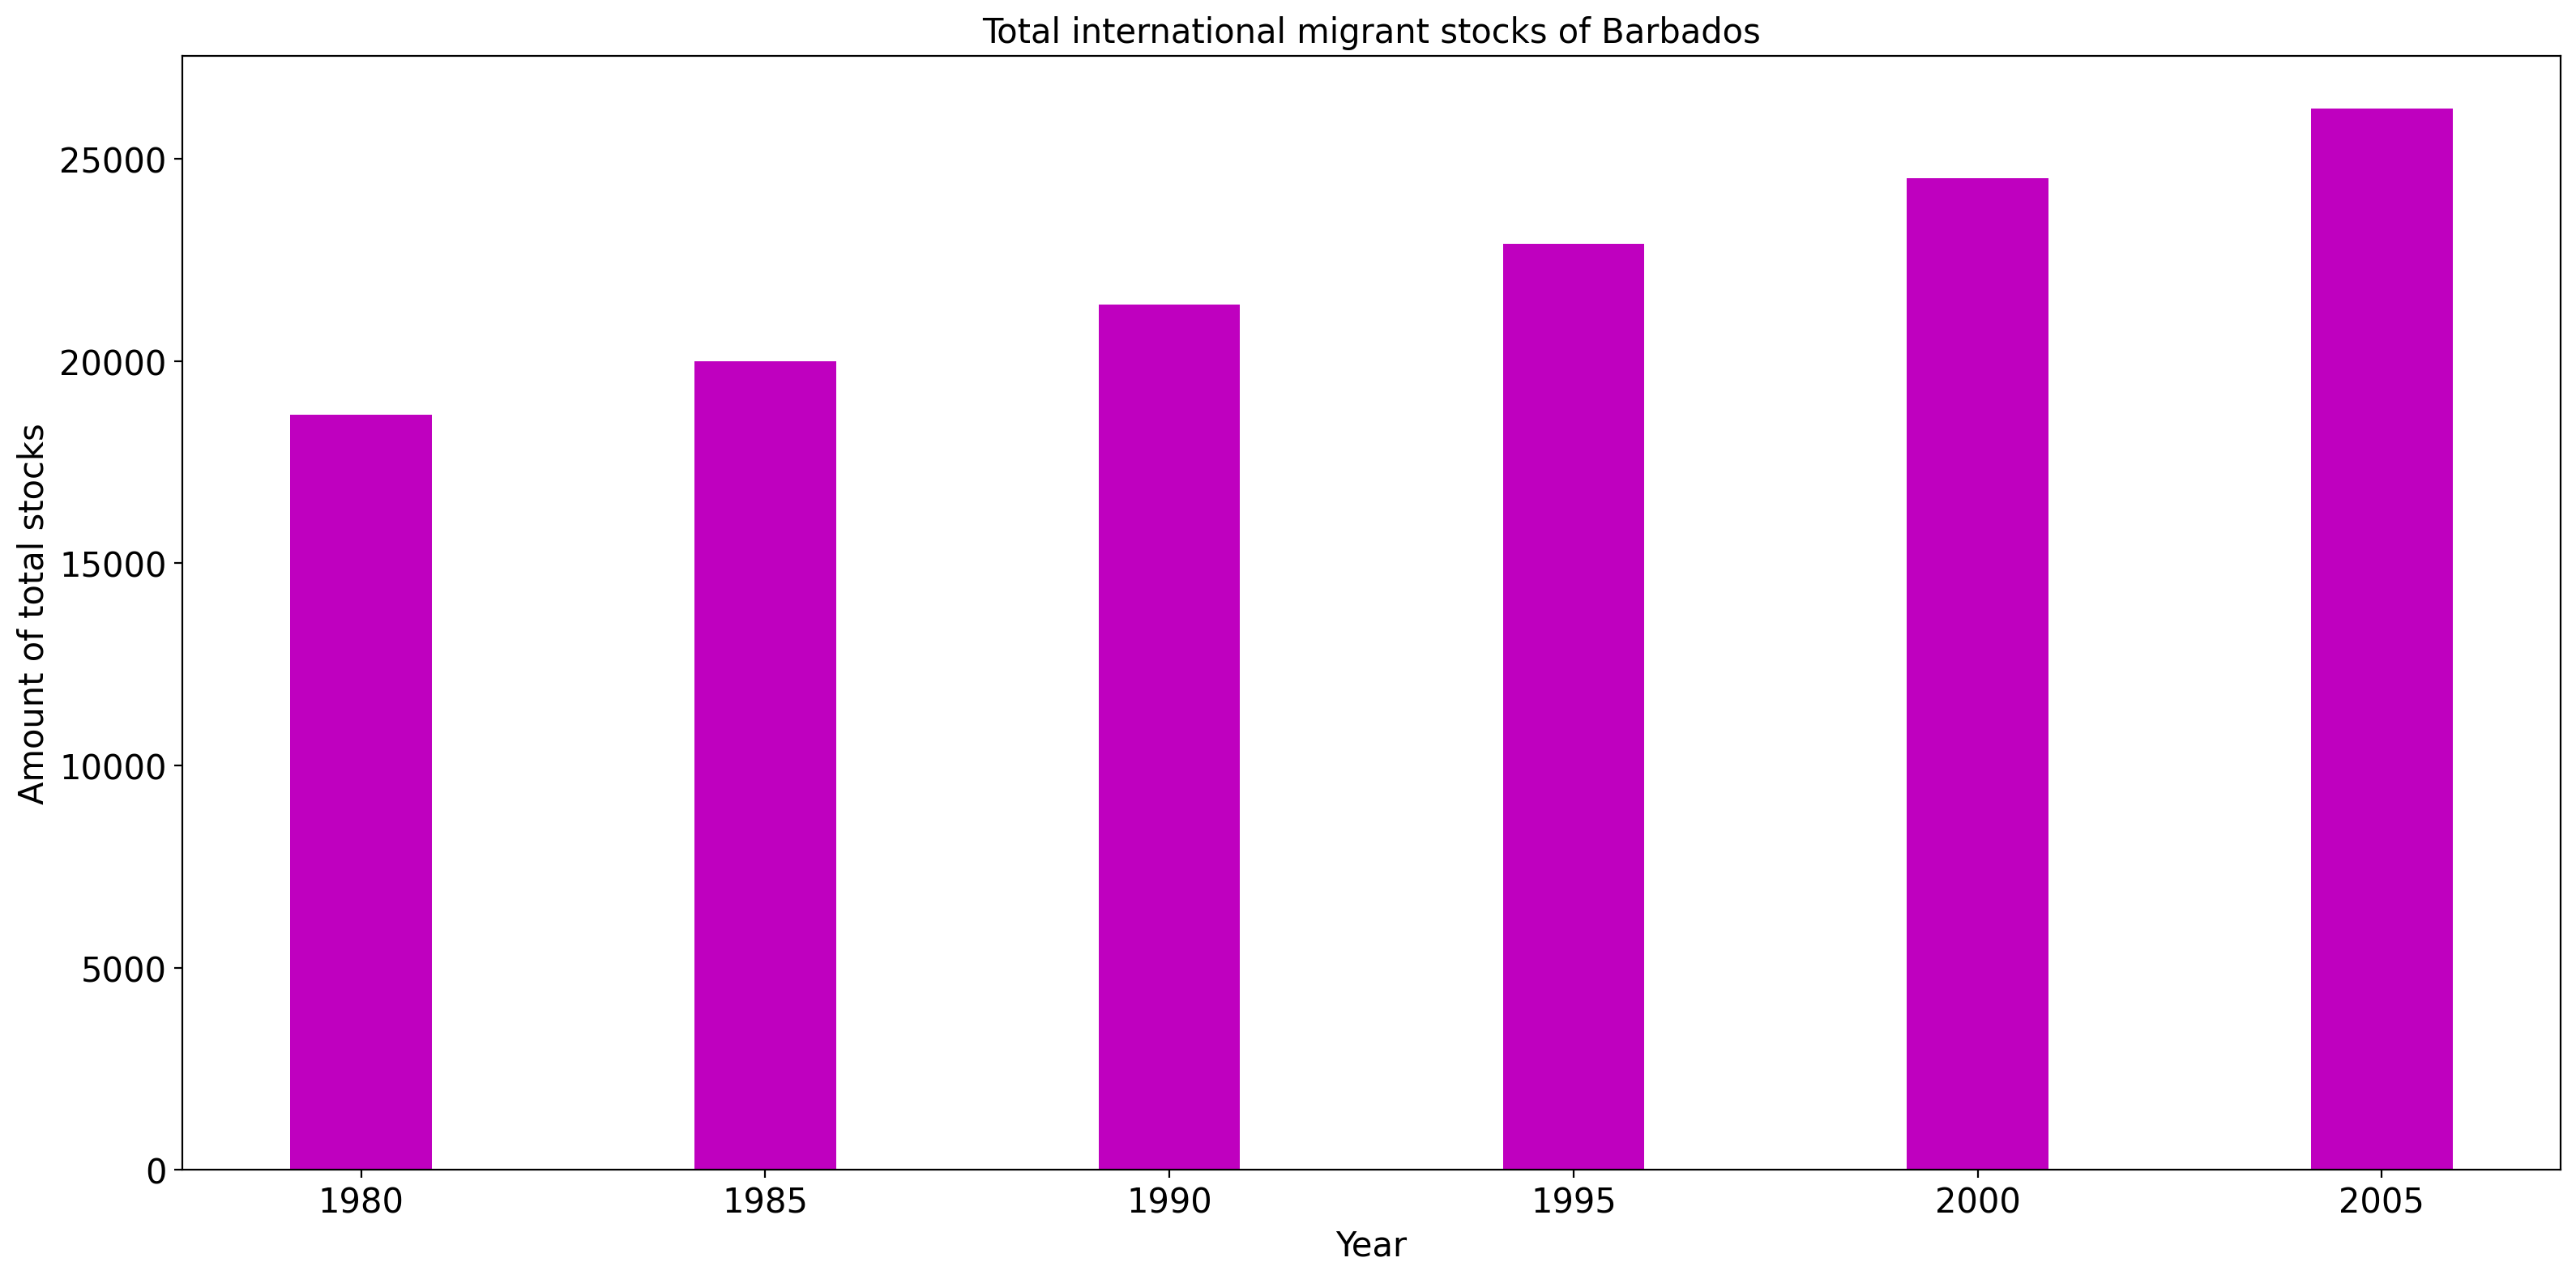 Total international migrant stocks of Barbados
Amount of total stocks
25000
20000
15000
10000
5000
0
1980 1985 1990 1995 2000 2005
Year